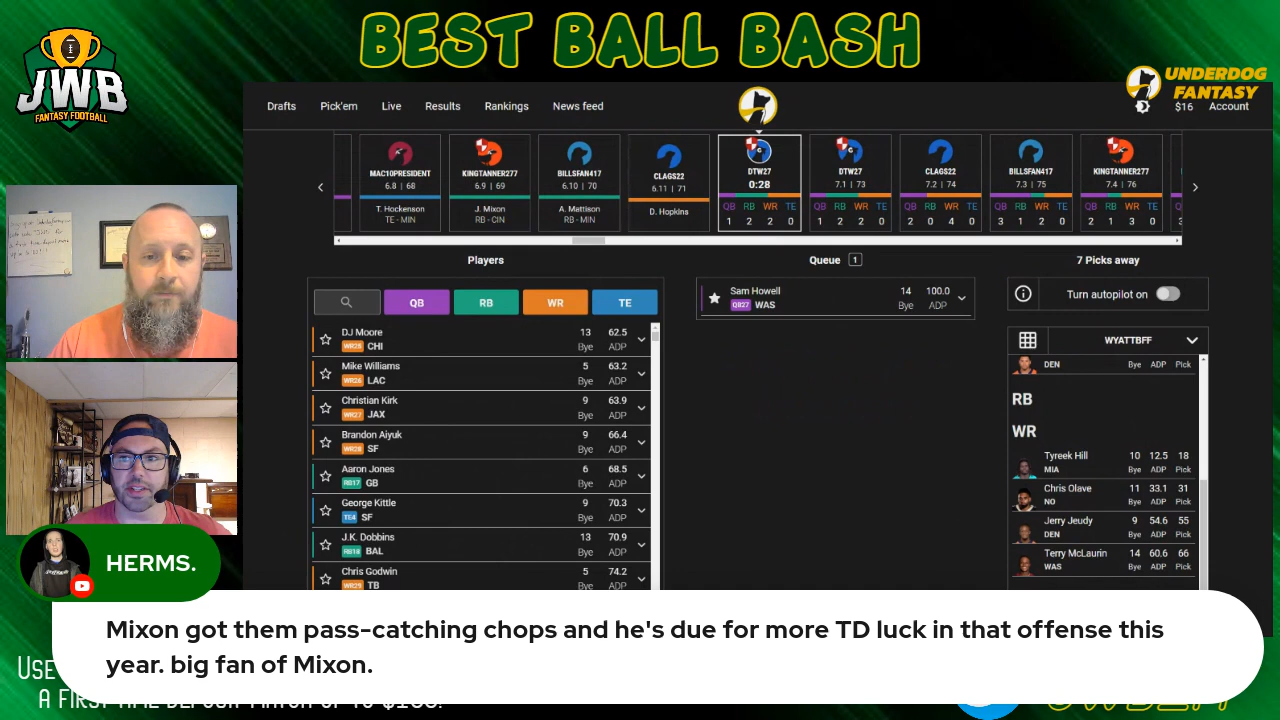 BEST BALL BASH
JWB
FANTASY FOOTBALL
UNDERDOG
FANTASY
Drafts Pick'em Live Results Rankings News feed
$16 Account
MAC10PRESIDENT
6.8 | 68
T. Hockenson
TE - MIN
KINGTANNER277
6.9 | 69
J. Mixon
RB - CIN
BILLSFAN417
6.10 | 70
A. Mattison
RB - MIN
CLAGS22
6.11 | 71
D. Hopkins
DTW27
0:28
QB RB WR TE
1 2 2 0
DTW27
7.1 | 73
QB RB WR TE
1 2 2 0
CLAGS22
7.2 | 74
QB RB WR TE
2 0 4 0
BILLSFAN417
7.3 | 75
QB RB WR TE
3 1 2 0
KINGTANNER277
7.4 | 76
QB RB WR TE
2 1 3 0
Players
Queue 1
7 Picks away
QB RB WR TE
DJ Moore 13 62.5
WR25 CHI Bye ADP
Mike Williams 5 63.2
WR26 LAC Bye ADP
Christian Kirk 9 63.9
WR27 JAX Bye ADP
Brandon Aiyuk 9 66.4
WR28 SF Bye ADP
Aaron Jones 6 68.5
RB17 GB Bye ADP
George Kittle 9 70.3
TE4 SF Bye ADP
J.K. Dobbins 13 70.9
RB18 BAL Bye ADP
Chris Godwin 5 74.2
WR29 TB Bye ADP
Sam Howell 14 100.0
QB27 WAS Bye ADP
Turn autopilot on
WYATTBFF
DEN Bye ADP Pick
RB
WR
Tyreek Hill 10 12.5 18
MIA Bye ADP Pick
Chris Olave 11 33.1 31
NO Bye ADP Pick
Jerry Jeudy 9 54.6 55
DEN Bye ADP Pick
Terry McLaurin 14 60.6 66
WAS Bye ADP Pick
HERMS.
Mixon got them pass-catching chops and he's due for more TD luck in that offense this
year. big fan of Mixon.
USE